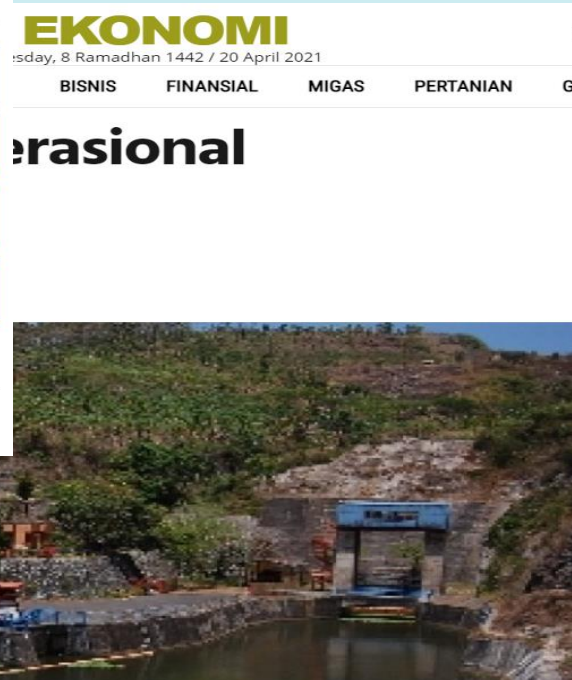 EKONOMI
esday, 8 Ramadhan 1442 / 20 April 2021
BISNIS FINANSIAL MIGAS PERTANIAN G
erasional